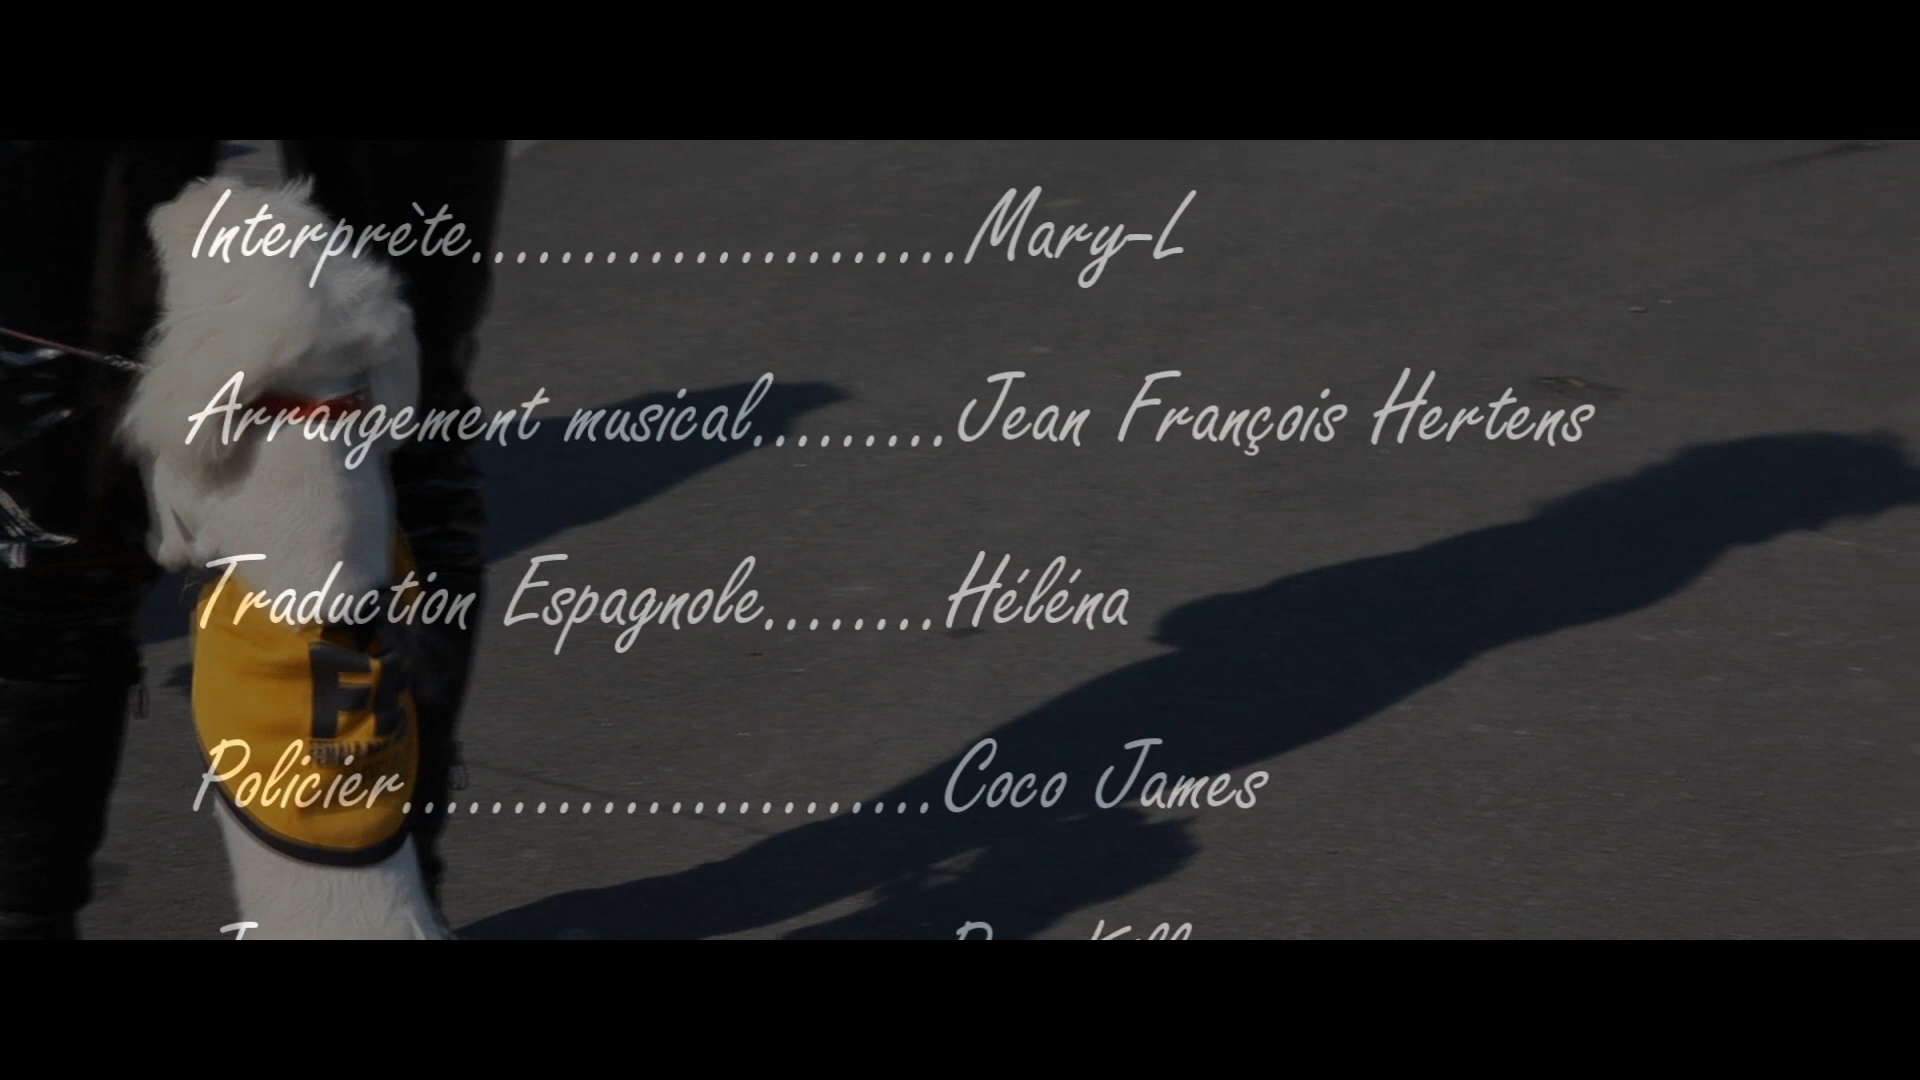 Interprète......................Mary-L
Arrangement musical.........Jean François Hertens
Traduction Espagnole........Héléna
Policier........................Coco James